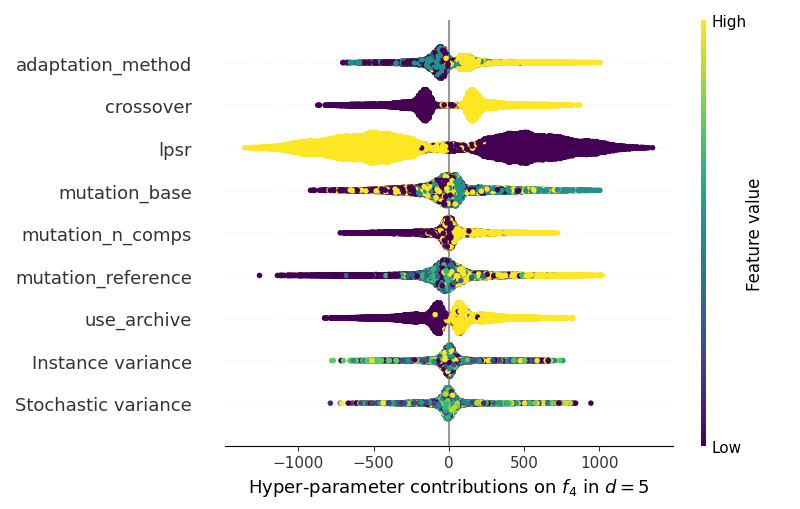 High
adaptation_method
crossover
lpsr
mutation_base
mutation_n_comps
mutation_reference
use_archive
Instance variance
Stochastic variance
Feature value
Low
−1000 −500 0 500 1000
Hyper-parameter contributions on f₄ in d = 5